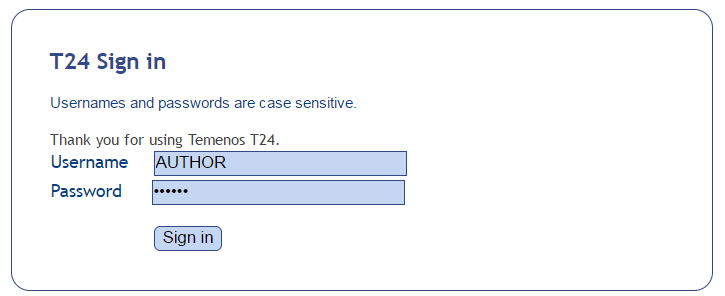 T24 Sign in
Usernames and passwords are case sensitive.
Thank you for using Temenos T24.
Username AUTHOR
Password ••••••
Sign in